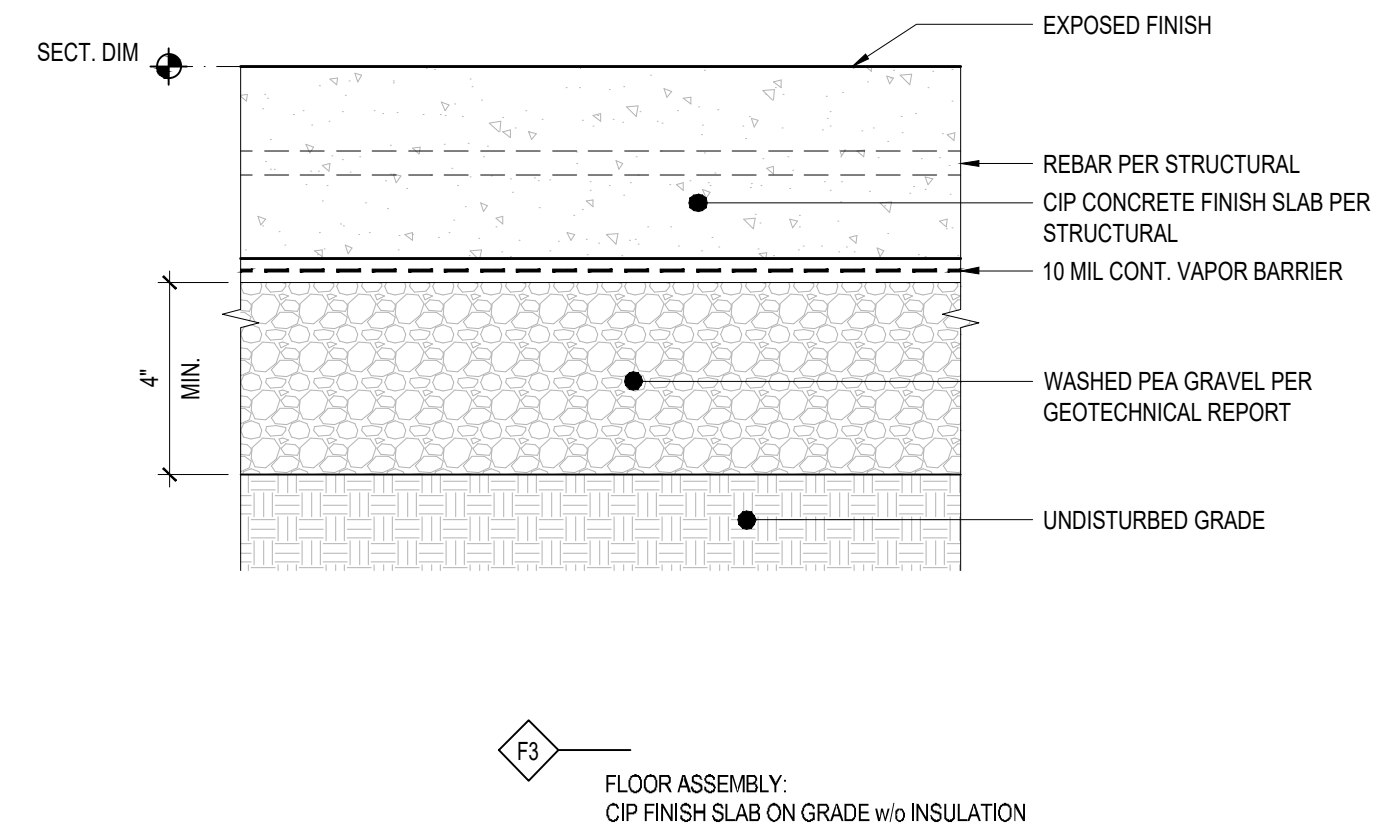 EXPOSED FINISH
SECT. DIM
REBAR PER STRUCTURAL
CIP CONCRETE FINISH SLAB PER
STRUCTURAL
10 MIL CONT. VAPOR BARRIER
4"
MIN.
WASHED PEA GRAVEL PER
GEOTECHNICAL REPORT
UNDISTURBED GRADE
F3
FLOOR ASSEMBLY:
CIP FINISH SLAB ON GRADE w/o INSULATION